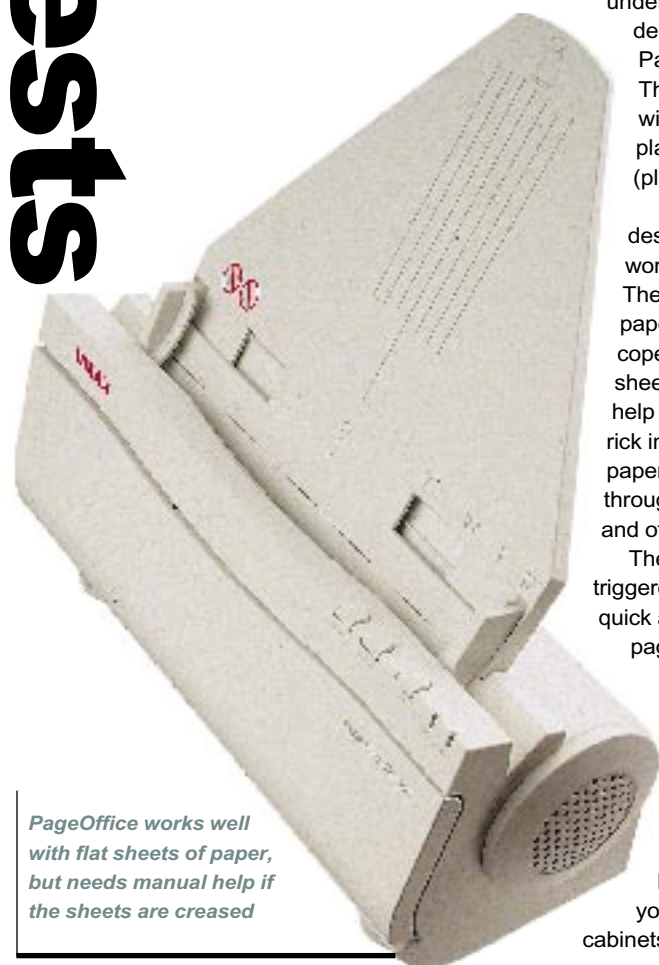 ests
under
de
Pa
Th
wi
pla
(pl
des
wor
The
pape
cope
shee
help
rick in
paper
throug
and of
The
triggere
quick a
pag
yo
cabinets
PageOffice works well
with flat sheets of paper,
but needs manual help if
the sheets are creased